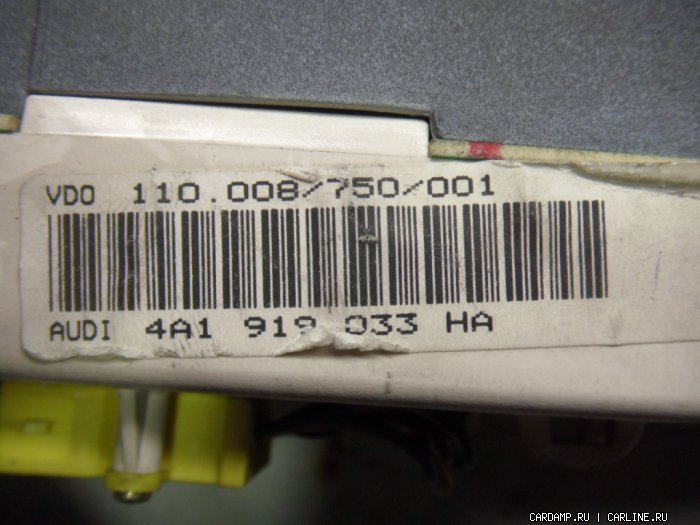 VDO 110.008/750/001
AUDI 4A1 919 033 HA
CARDAMP.RU | CARLINE.RU